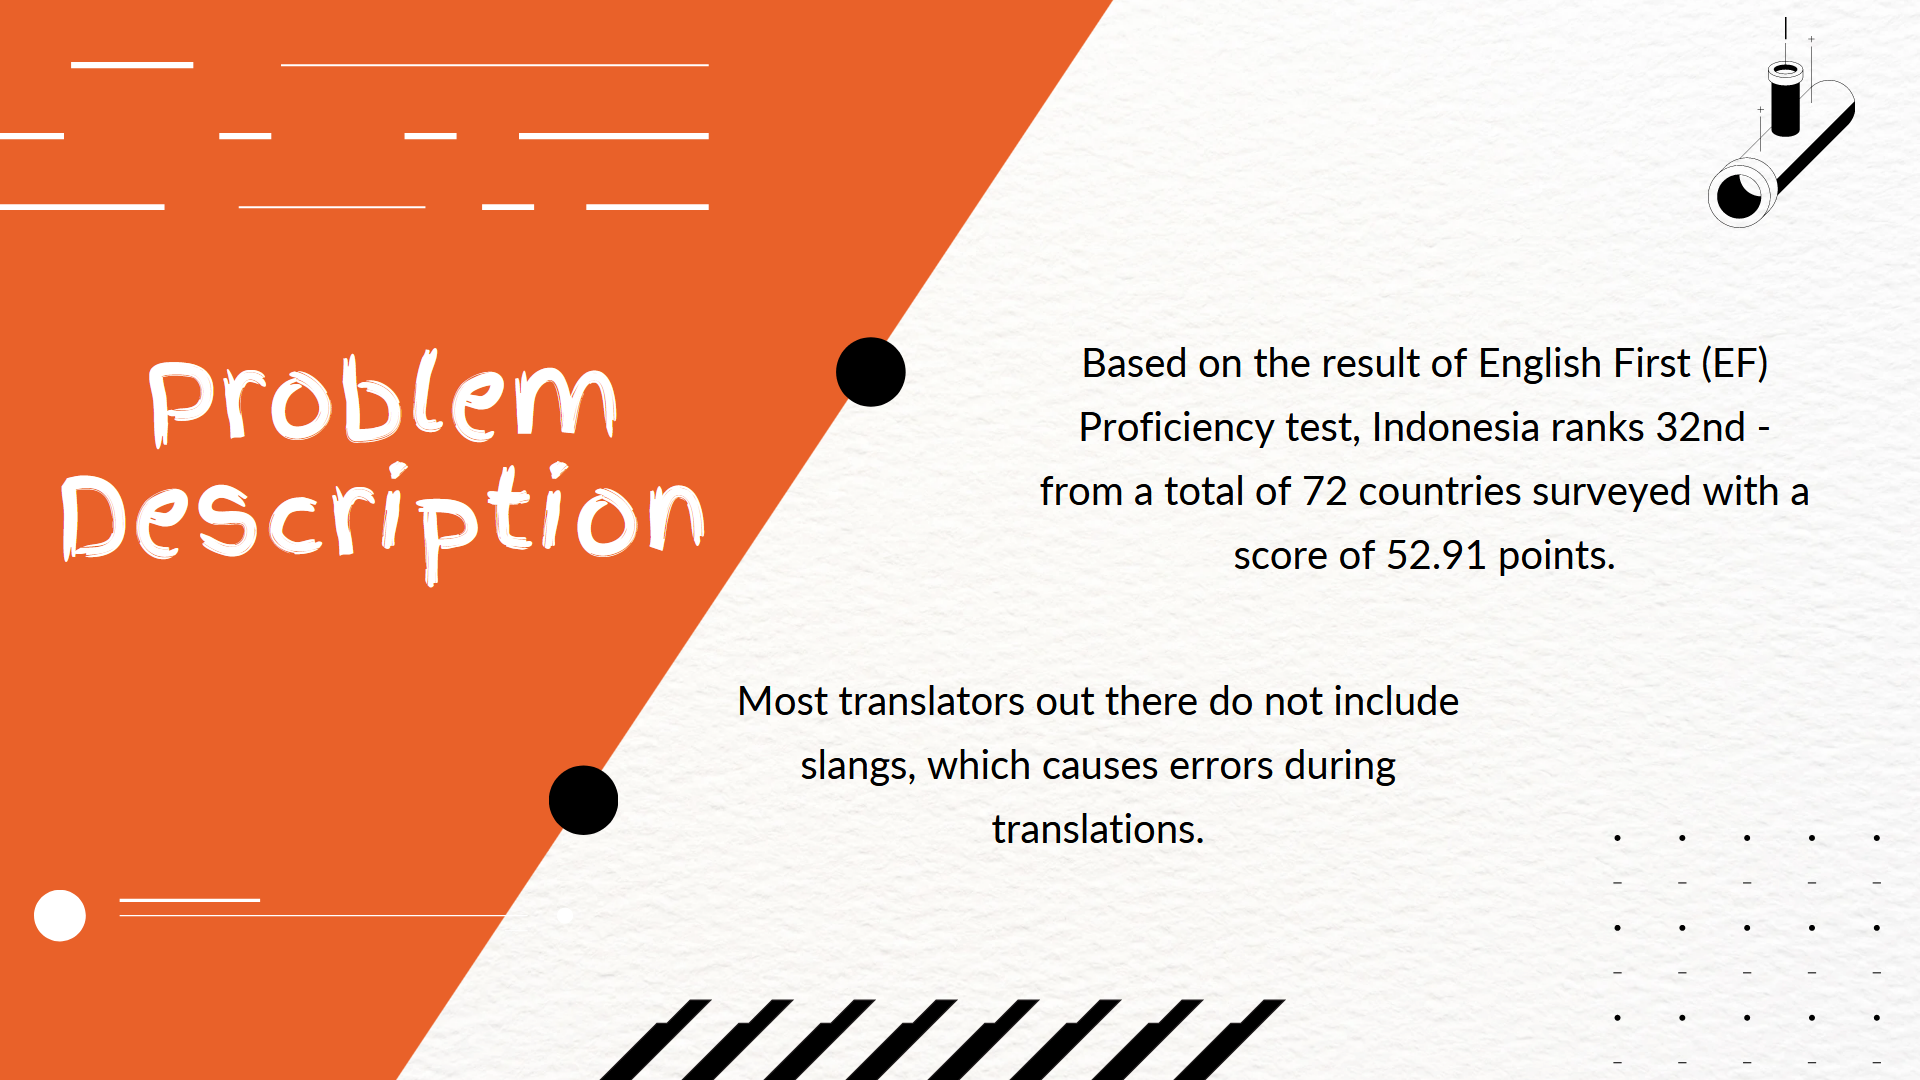 Problem
Description
Based on the result of English First (EF)
Proficiency test, Indonesia ranks 32nd -
from a total of 72 countries surveyed with a
score of 52.91 points.
Most translators out there do not include
slangs, which causes errors during
translations.